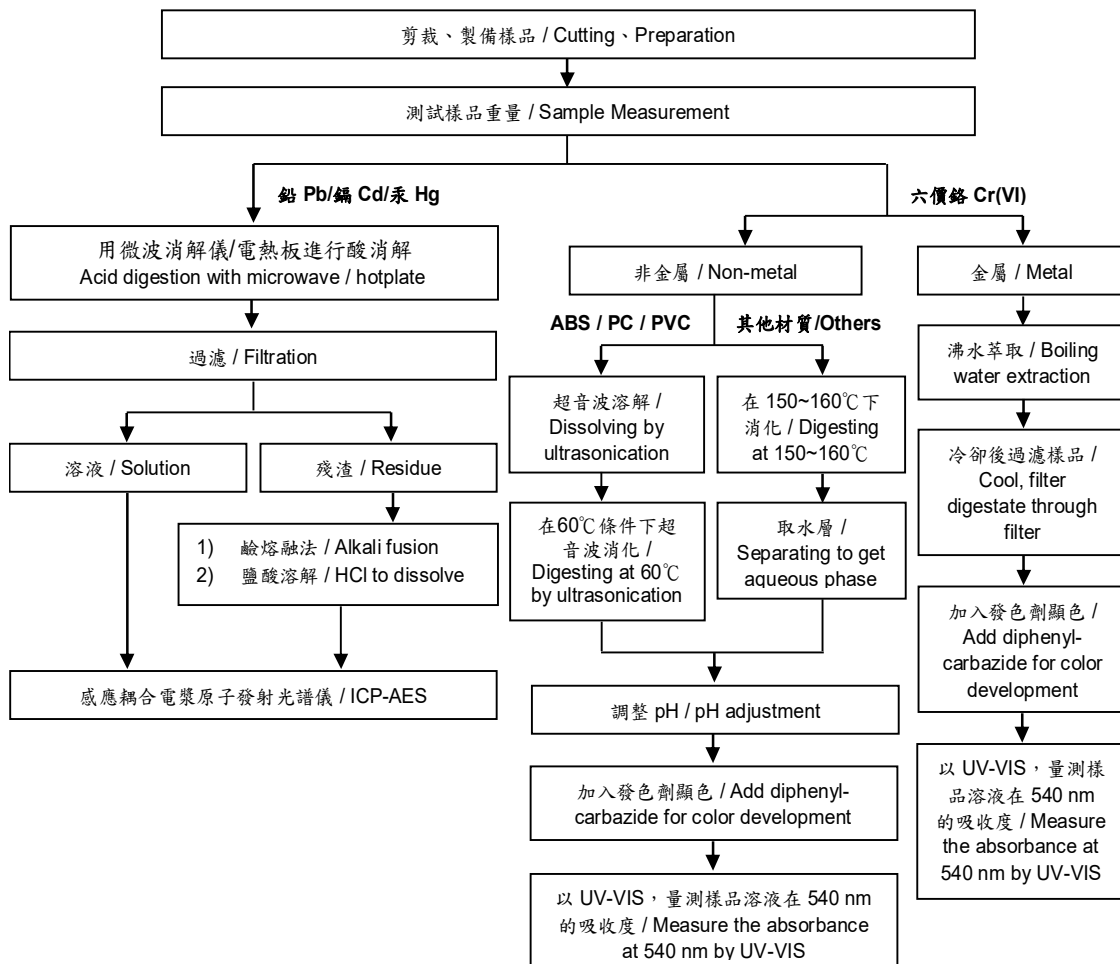 剪裁、製備樣品 / Cutting、Preparation
測試樣品重量 / Sample Measurement
鉛 Pb/鎘 Cd/汞 Hg
六價鉻 Cr(VI)
用微波消解儀/電熱板進行酸消解
Acid digestion with microwave / hotplate
過濾 / Filtration
溶液 / Solution
殘渣 / Residue
1) 鹼熔融法 / Alkali fusion
2) 鹽酸溶解 / HCl to dissolve
感應耦合電漿原子發射光譜儀 / ICP-AES
非金屬 / Non-metal
ABS / PC / PVC
其他材質/Others
超音波溶解 /
Dissolving by
ultrasonication
在60℃條件下超
音波消化 /
Digesting at 60℃
by ultrasonication
在 150~160℃下
消化 / Digesting
at 150~160℃
取水層 /
Separating to get
aqueous phase
調整 pH / pH adjustment
加入發色劑顯色 / Add diphenyl-
carbazide for color development
以 UV-VIS，量測樣品溶液在 540 nm
的吸收度 / Measure the absorbance
at 540 nm by UV-VIS
金屬 / Metal
沸水萃取 / Boiling
water extraction
冷卻後過濾樣品 /
Cool, filter
digestate through
filter
加入發色劑顯色 /
Add diphenyl-
carbazide for color
development
以 UV-VIS，量測樣
品溶液在 540 nm
的吸收度 / Measure
the absorbance at
540 nm by UV-VIS